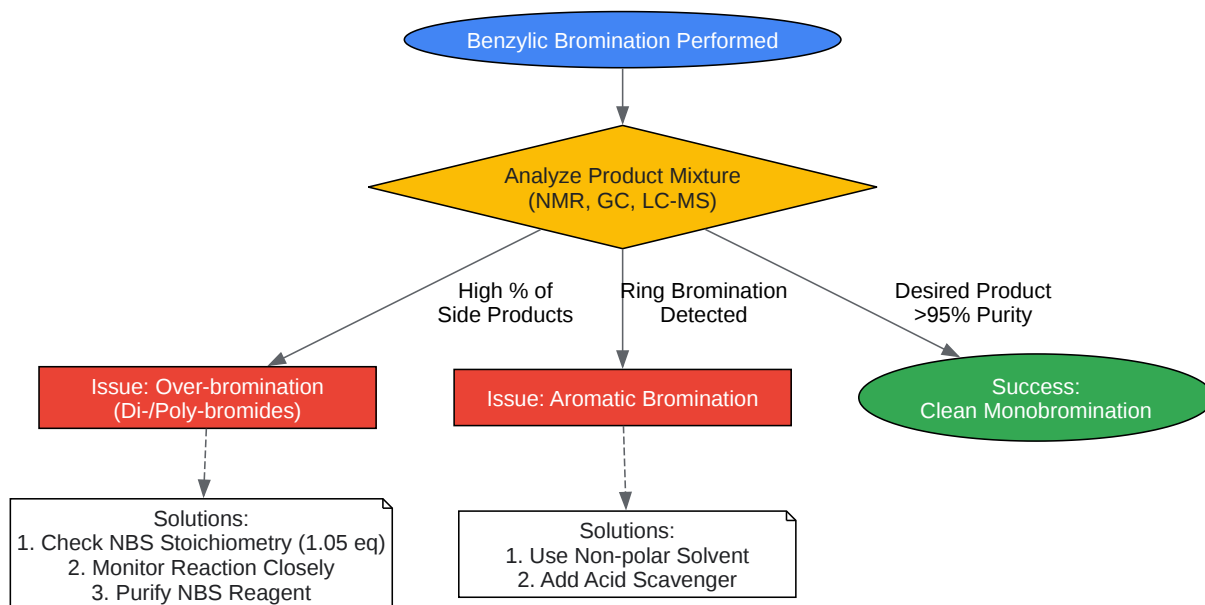 Benzylic Bromination Performed
Analyze Product Mixture
(NMR, GC, LC-MS)
High % of
Side Products
Ring Bromination
Detected
Desired Product
>95% Purity
Issue: Over-bromination
(Di-/Poly-bromides)
Issue: Aromatic Bromination
Success:
Clean Monobromination
Solutions:
1. Check NBS Stoichiometry (1.05 eq)
2. Monitor Reaction Closely
3. Purify NBS Reagent
Solutions:
1. Use Non-polar Solvent
2. Add Acid Scavenger